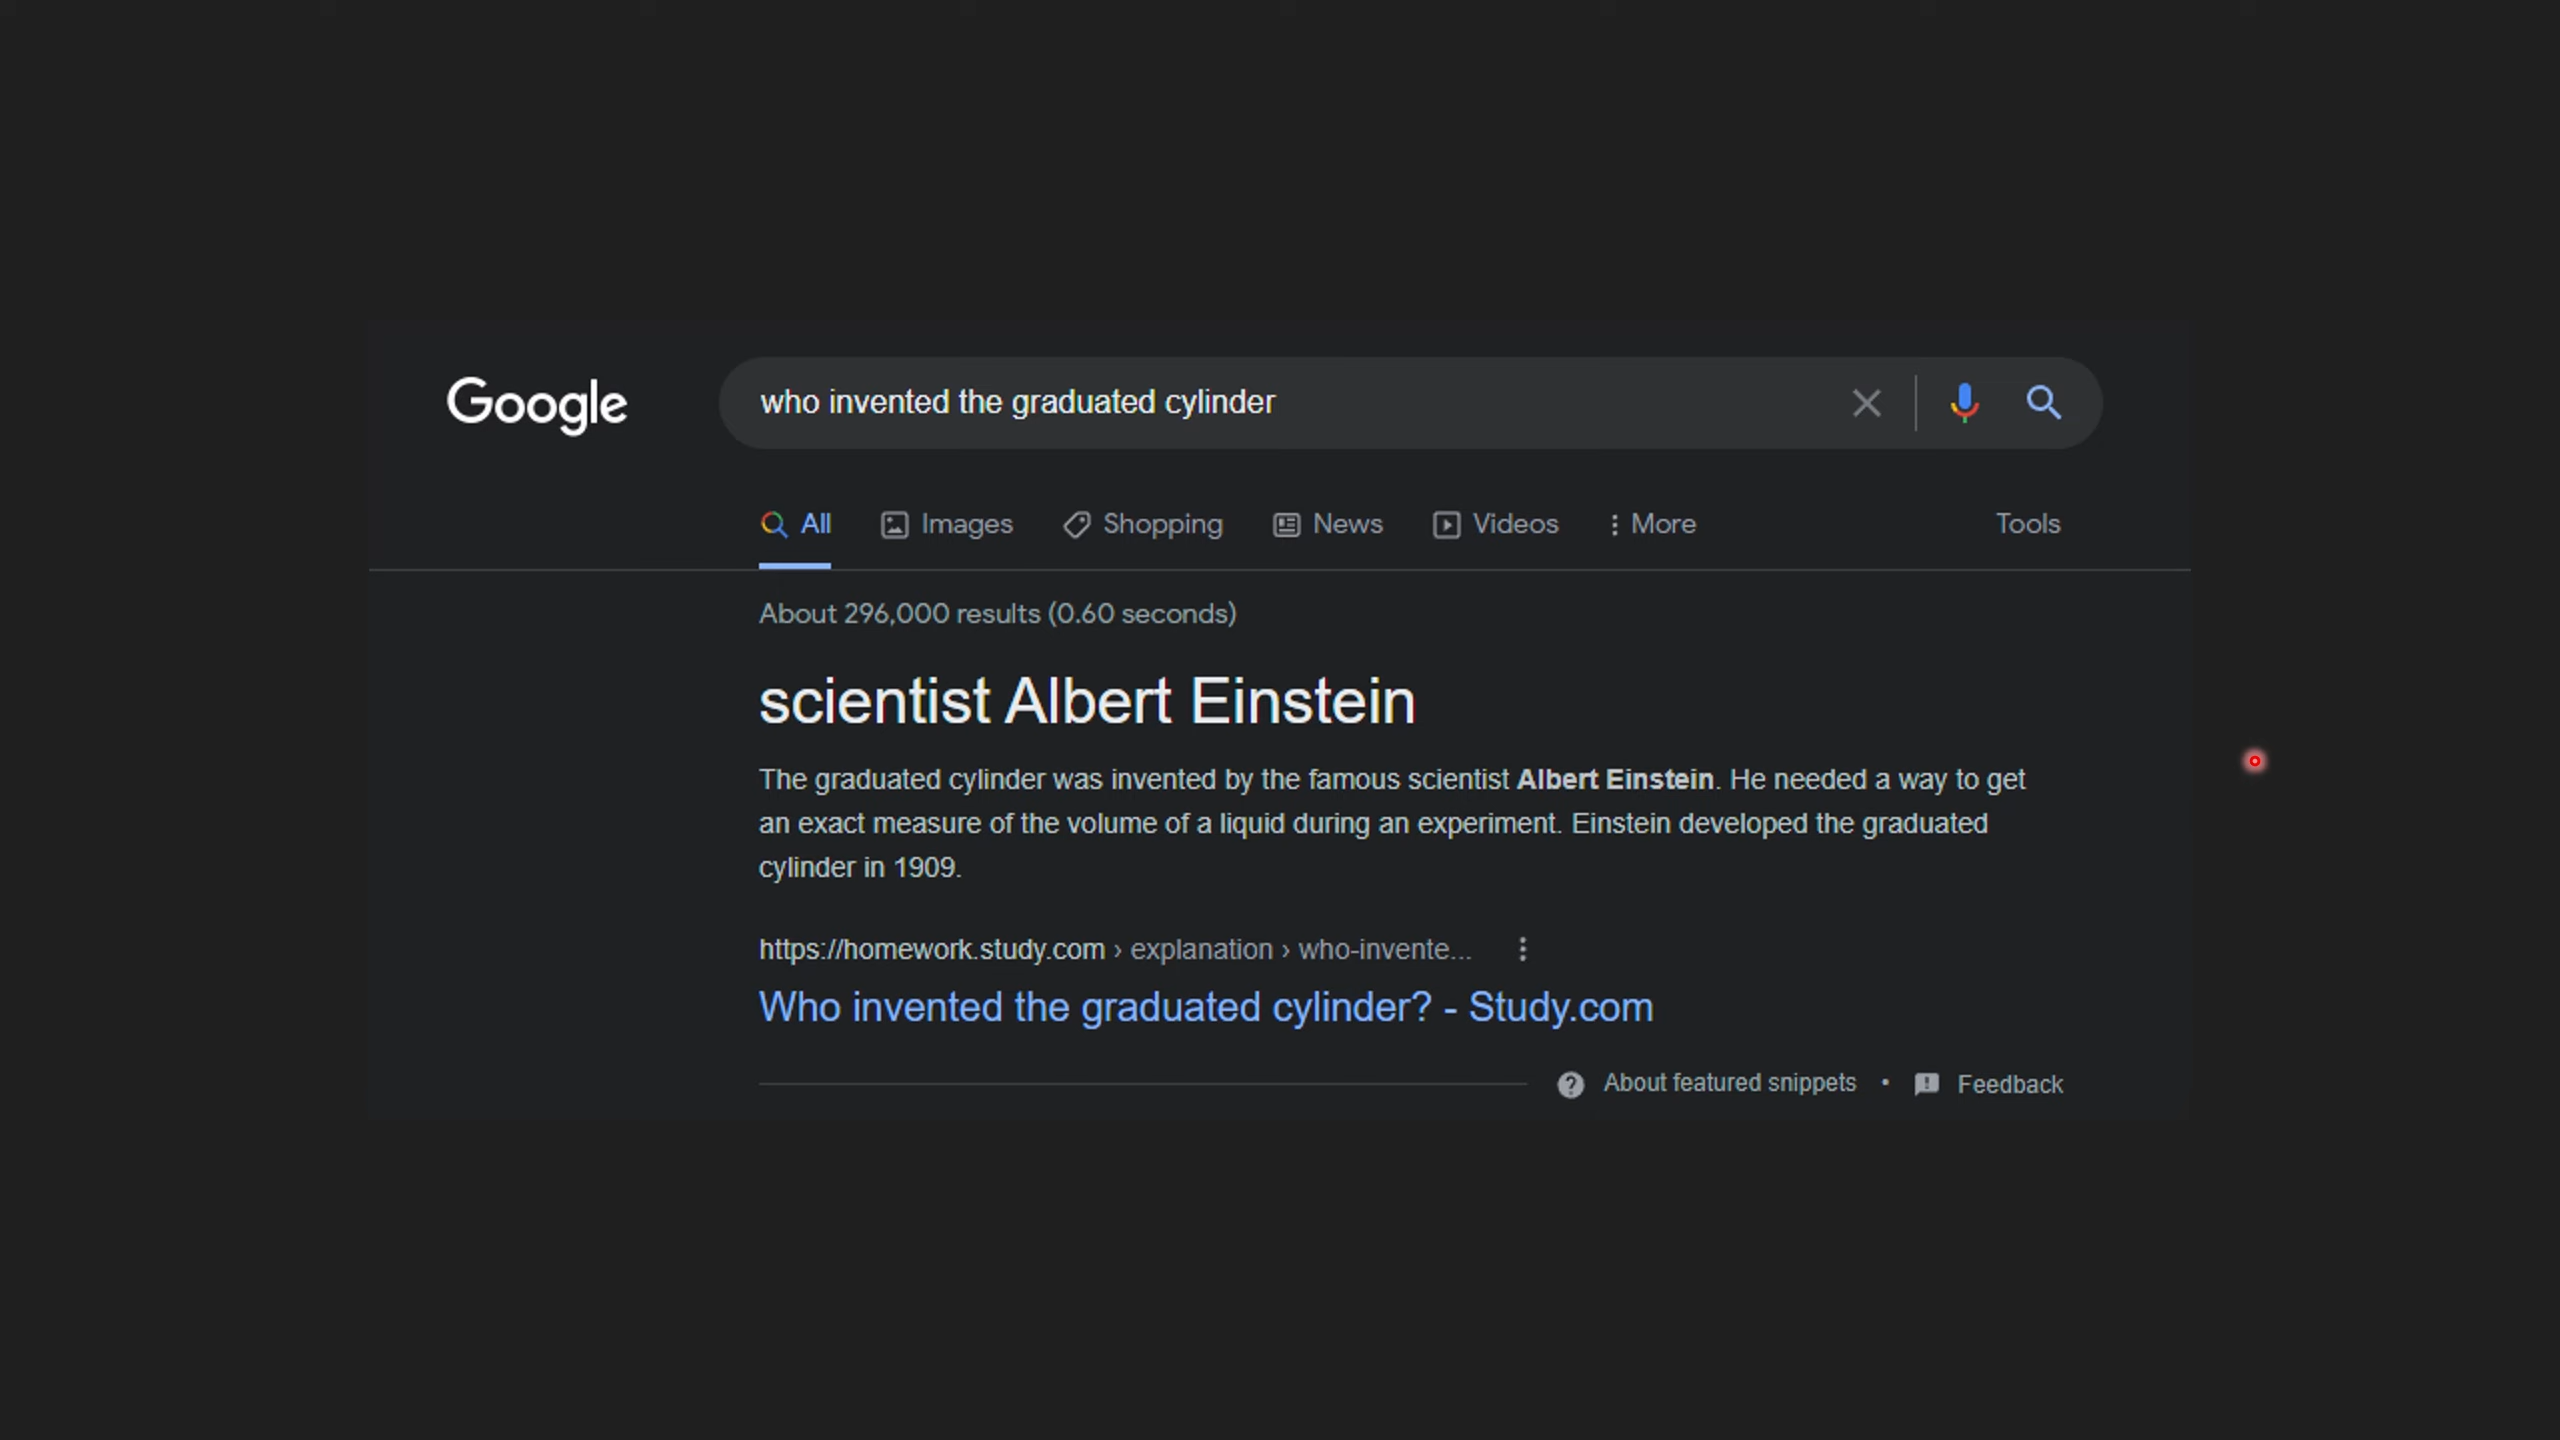 Google
who invented the graduated cylinder
All Images Shopping News Videos More Tools
About 296,000 results (0.60 seconds)
scientist Albert Einstein
The graduated cylinder was invented by the famous scientist Albert Einstein. He needed a way to get
an exact measure of the volume of a liquid during an experiment. Einstein developed the graduated
cylinder in 1909.
https://homework.study.com › explanation › who-invente...
Who invented the graduated cylinder? - Study.com
About featured snippets • Feedback